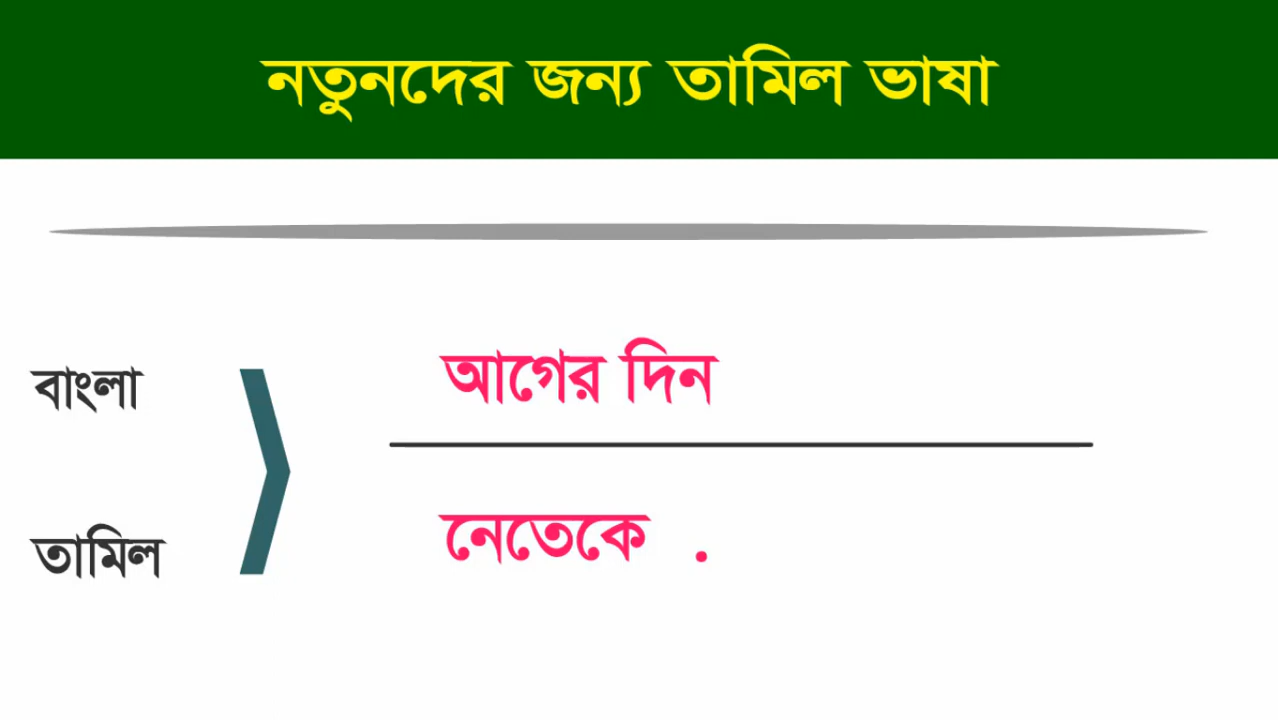 নতুনদের জন্য তামিল ভাষা
বাংলা
আগের দিন
তামিল
নেতেকে .